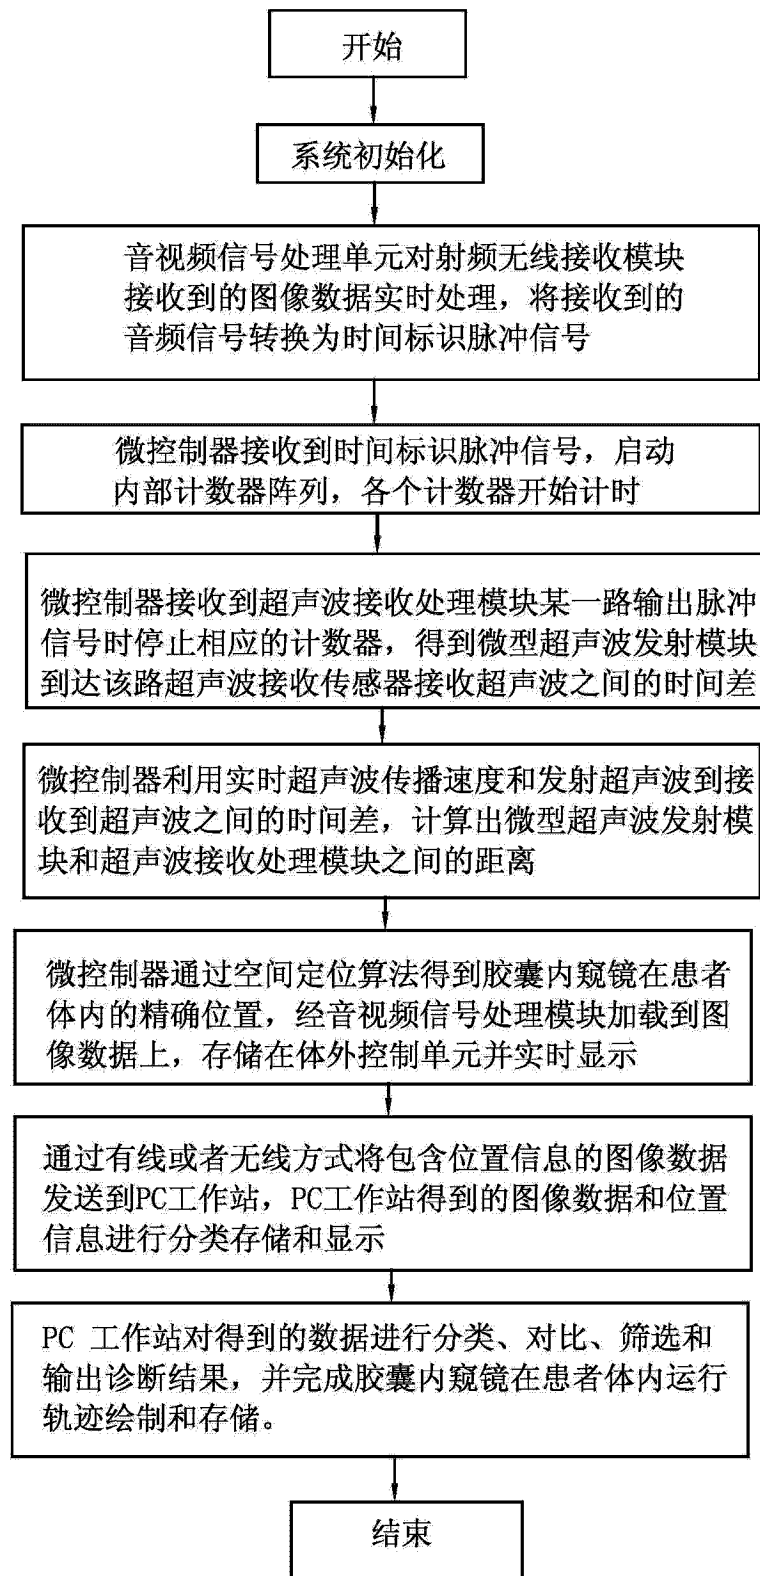 开始
系统初始化
音视频信号处理单元对射频无线接收模块
接收到的图像数据实时处理，将接收到的
音频信号转换为时间标识脉冲信号
微控制器接收到时间标识脉冲信号，启动
内部计数器阵列，各个计数器开始计时
微控制器接收到超声波接收处理模块某一路输出脉冲
信号时停止相应的计数器，得到微型超声波发射模块
到达该路超声波接收传感器接收超声波之间的时间差
微控制器利用实时超声波传播速度和发射超声波到接
收到超声波之间的时间差，计算出微型超声波发射模
块和超声波接收处理模块之间的距离
微控制器通过空间定位算法得到胶囊内窥镜在患者
体内的精确位置，经音视频信号处理模块加载到图
像数据上，存储在体外控制单元并实时显示
通过有线或者无线方式将包含位置信息的图像数据
发送到PC工作站，PC工作站得到的图像数据和位置
信息进行分类存储和显示
PC 工作站对得到的数据进行分类、对比、筛选和
输出诊断结果，并完成胶囊内窥镜在患者体内运行
轨迹绘制和存储。
结束